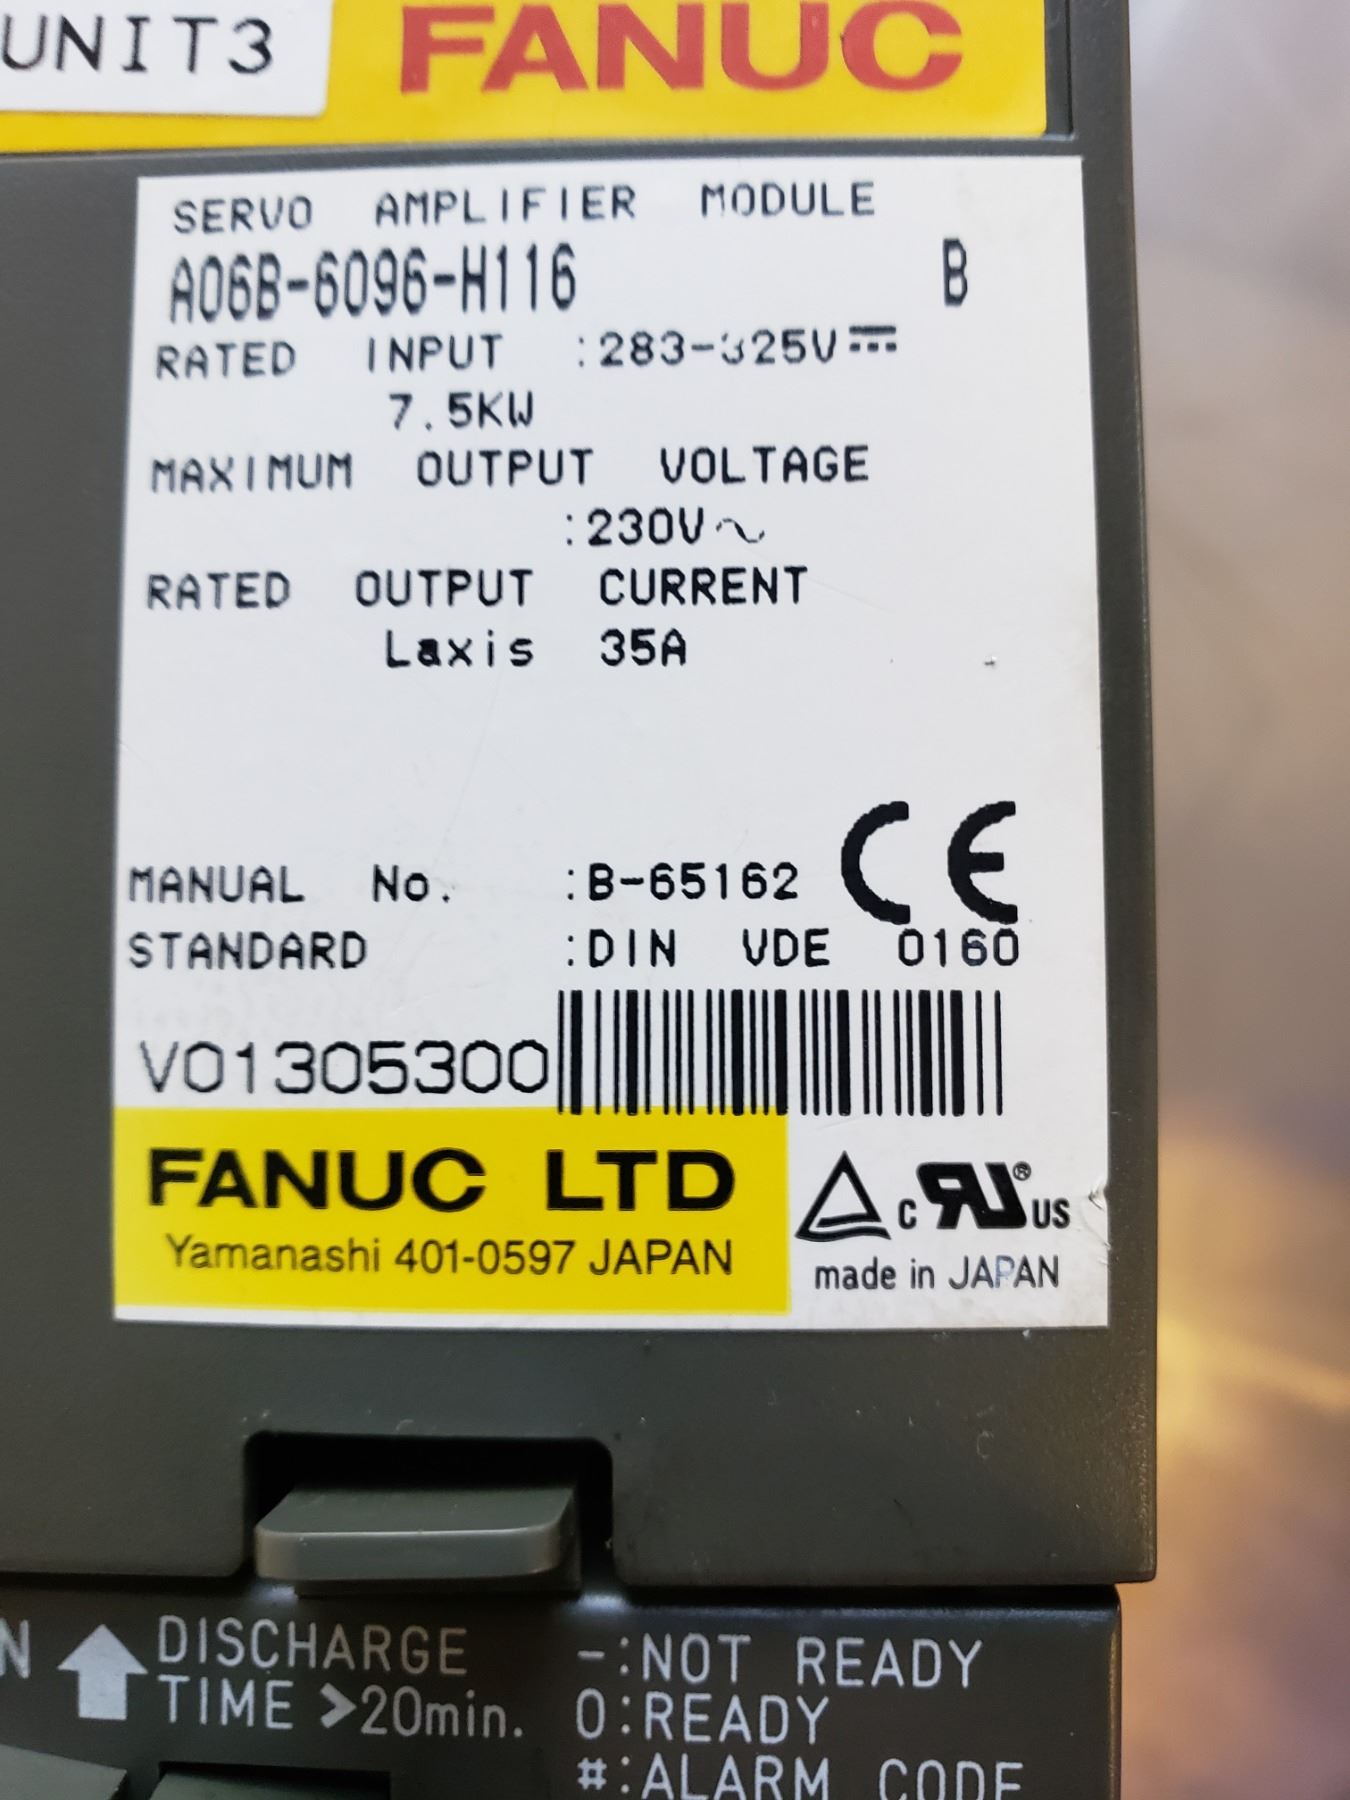 UNIT3
FANUC
SERVO AMPLIFIER MODULE
A06B-6096-H116 B
RATED INPUT :283-325V⎓
7.5KW
MAXIMUM OUTPUT VOLTAGE
:230V~
RATED OUTPUT CURRENT
Laxis 35A
MANUAL No. :B-65162 CE
STANDARD :DIN VDE 0160
V01305300
FANUC LTD
Yamanashi 401-0597 JAPAN
c RU® US
made in JAPAN
N DISCHARGE
TIME >20min.
-:NOT READY
0:READY
#:ALARM CODE